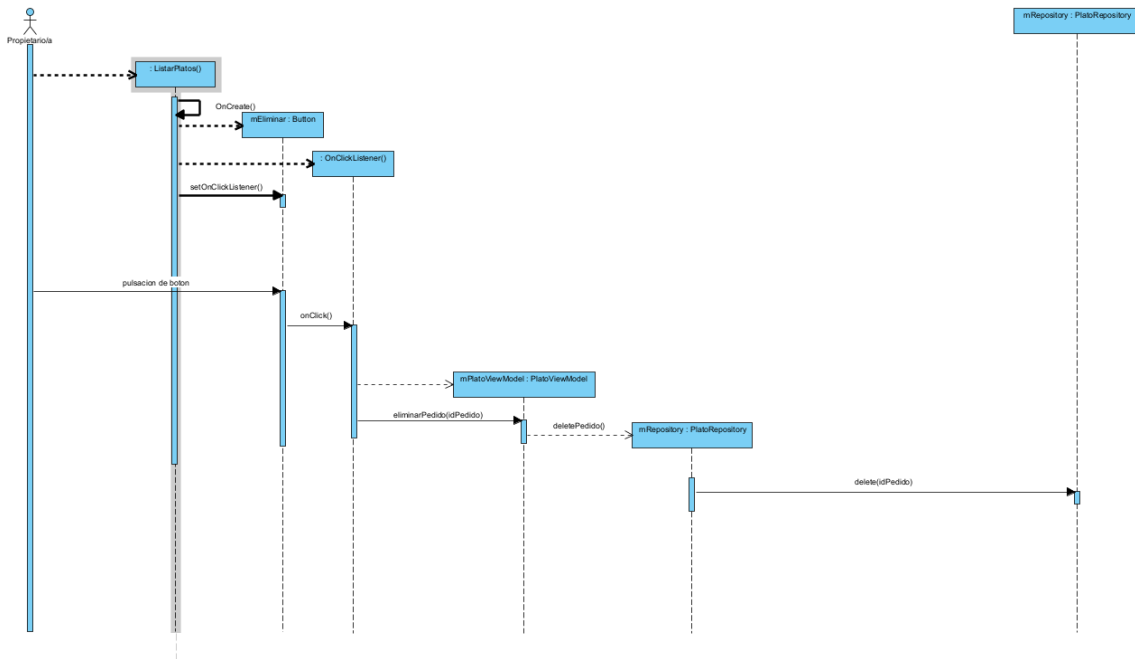 mRepository : PlatoRepository
Propietario/a
: ListarPlatos()
OnCreate()
mEliminar : Button
: OnClickListener()
setOnClickListener()
pulsacion de boton
onClick()
mPlatoViewModel : PlatoViewModel
eliminarPedido(idPedido)
deletePedido()
mRepository : PlatoRepository
delete(idPedido)